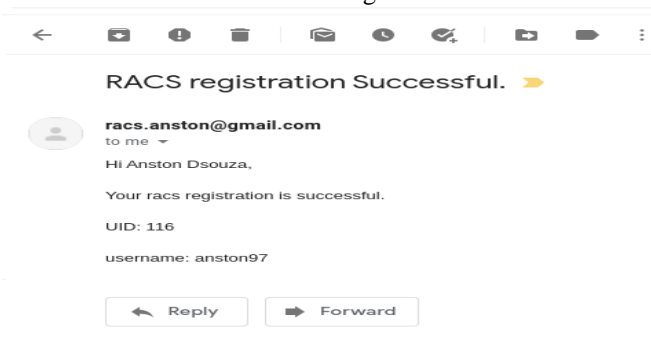 RACS registration Successful.
racs.anston@gmail.com
to me
Hi Anston Dsouza,
Your racs registration is successful.
UID: 116
username: anston97
Reply
Forward